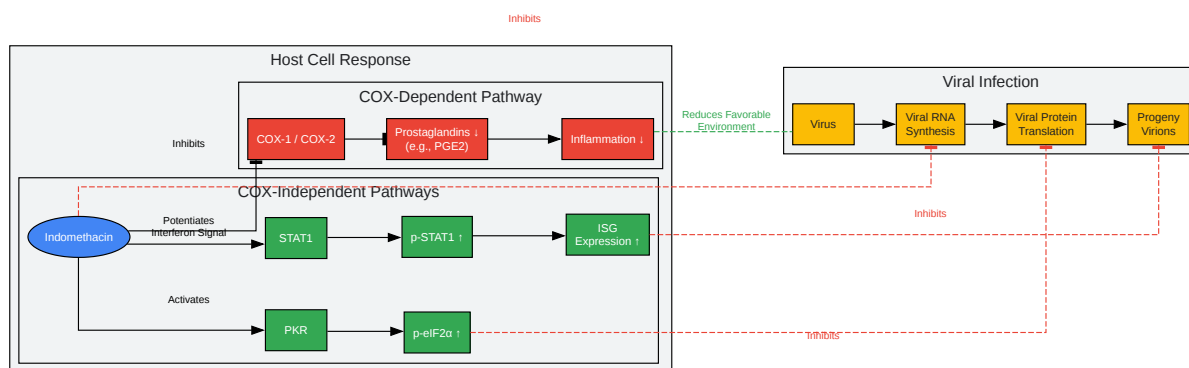 Inhibits
Host Cell Response
COX-Dependent Pathway
COX-1 / COX-2
Prostaglandins ↓
(e.g., PGE2)
Inflammation ↓
Reduces Favorable
Environment
Viral Infection
Virus
Viral RNA
Synthesis
Viral Protein
Translation
Progeny
Virions
Inhibits
COX-Independent Pathways
Indomethacin
Potentiates
Interferon Signal
STAT1
p-STAT1 ↑
ISG
Expression ↑
Inhibits
Activates
PKR
p-eIF2α ↑
Inhibits